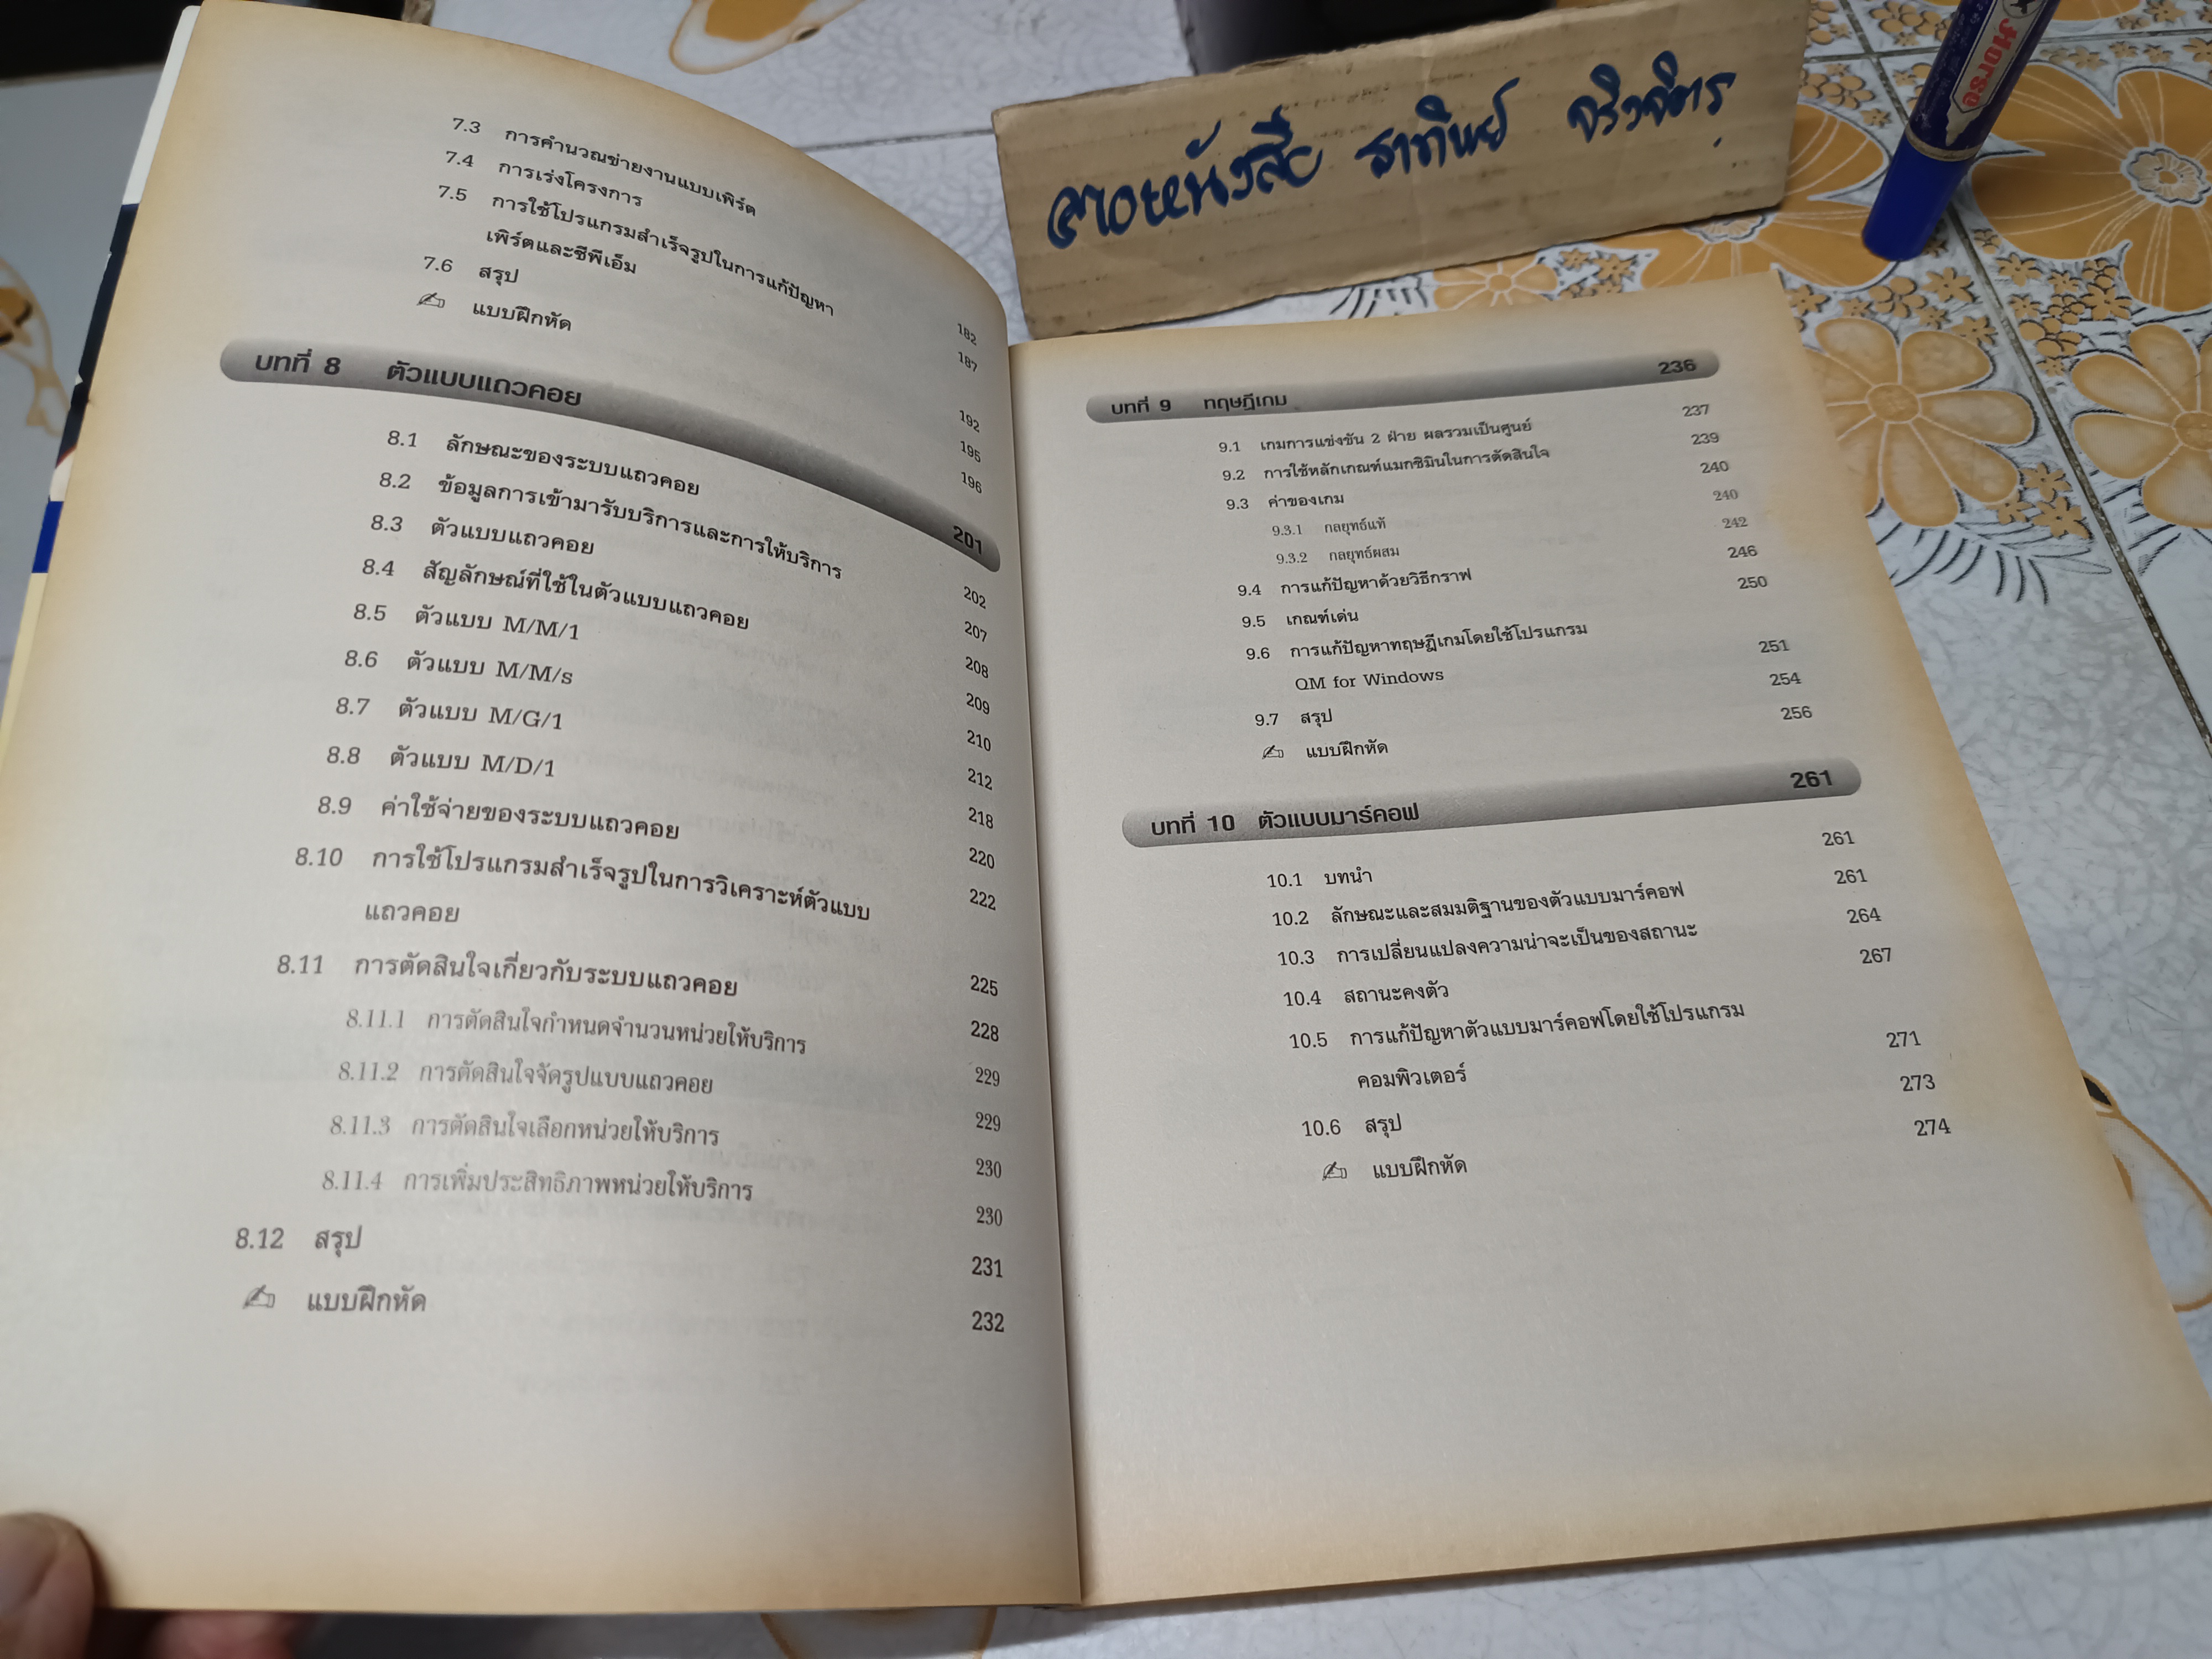 7.3 การคำนวณข่ายงานแบบเพิร์ต 182
7.4 การเร่งโครงการ 187
7.5 การใช้โปรแกรมสำเร็จรูปในการแก้ปัญหา
เพิร์ตและซีพีเอ็ม 192
7.6 สรุป 195
✍ แบบฝึกหัด 196
บทที่ 8 ตัวแบบแถวคอย 201
8.1 ลักษณะของระบบแถวคอย 202
8.2 ข้อมูลการเข้ามารับบริการและการให้บริการ 207
8.3 ตัวแบบแถวคอย 208
8.4 สัญลักษณ์ที่ใช้ในตัวแบบแถวคอย 209
8.5 ตัวแบบ M/M/1 210
8.6 ตัวแบบ M/M/s 212
8.7 ตัวแบบ M/G/1 218
8.8 ตัวแบบ M/D/1 220
8.9 ค่าใช้จ่ายของระบบแถวคอย 222
8.10 การใช้โปรแกรมสำเร็จรูปในการวิเคราะห์ตัวแบบ
แถวคอย 225
8.11 การตัดสินใจเกี่ยวกับระบบแถวคอย 228
8.11.1 การตัดสินใจกำหนดจำนวนหน่วยให้บริการ 229
8.11.2 การตัดสินใจจัดรูปแบบแถวคอย 229
8.11.3 การตัดสินใจเลือกหน่วยให้บริการ 230
8.11.4 การเพิ่มประสิทธิภาพหน่วยให้บริการ 230
8.12 สรุป 231
✍ แบบฝึกหัด 232
ขายหนังสือ ธาทิพย์ จริงจิตร
Horse
บทที่ 9 ทฤษฎีเกม 236
9.1 เกมการแข่งขัน 2 ฝ่าย ผลรวมเป็นศูนย์ 237
9.2 การใช้หลักเกณฑ์แมกซิมินในการตัดสินใจ 239
9.3 ค่าของเกม 240
9.3.1 กลยุทธ์แท้ 240
9.3.2 กลยุทธ์ผสม 242
9.4 การแก้ปัญหาด้วยวิธีกราฟ 246
9.5 เกณฑ์เด่น 250
9.6 การแก้ปัญหาทฤษฎีเกมโดยใช้โปรแกรม
QM for Windows 251
9.7 สรุป 254
✍ แบบฝึกหัด 256
บทที่ 10 ตัวแบบมาร์คอฟ 261
10.1 บทนำ 261
10.2 ลักษณะและสมมติฐานของตัวแบบมาร์คอฟ 261
10.3 การเปลี่ยนแปลงความน่าจะเป็นของสถานะ 264
10.4 สถานะคงตัว 267
10.5 การแก้ปัญหาตัวแบบมาร์คอฟโดยใช้โปรแกรม
คอมพิวเตอร์ 271
10.6 สรุป 273
✍ แบบฝึกหัด 274